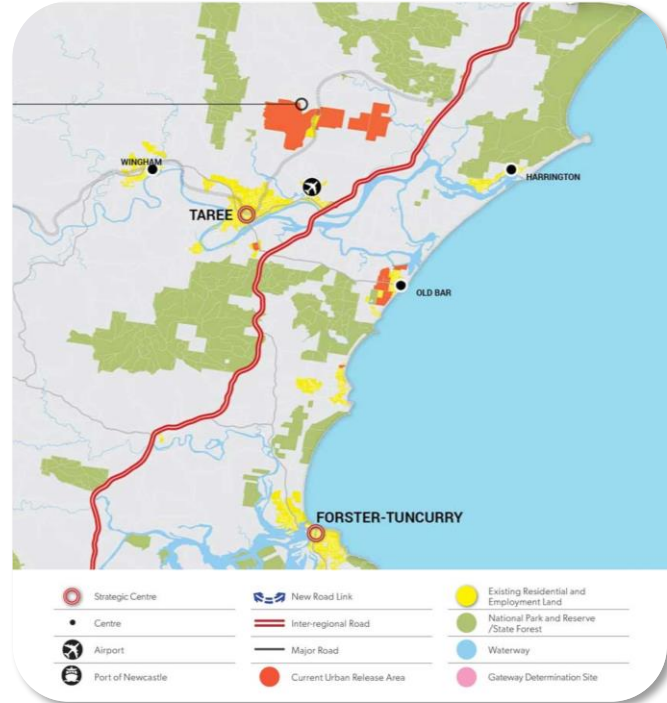 WINGHAM
HARRINGTON
TAREE
OLD BAR
FORSTER-TUNCURRY
Strategic Centre
New Road Link
Existing Residential and
Employment Land
Centre
Inter-regional Road
National Park and Reserve
/State Forest
Airport
Major Road
Waterway
Port of Newcastle
Current Urban Release Area
Gateway Determination Site